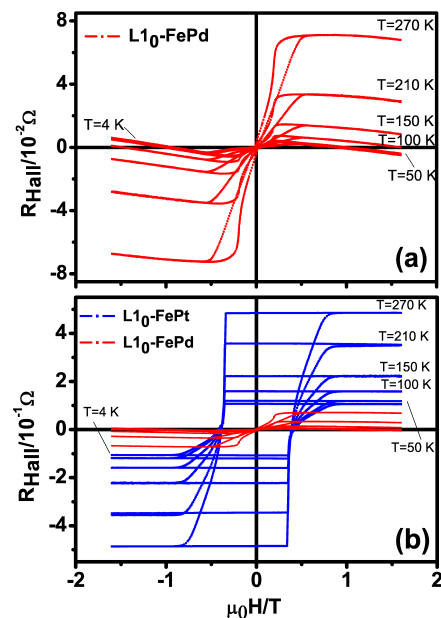 8
L1₀-FePd
T=270 K
4
T=210 K
T=4 K
T=150 K
T=100 K
0
T=50 K
-4
-8
R_Hall/10⁻²Ω
(a)
L1₀-FePt
L1₀-FePd
T=270 K
4
T=210 K
2
T=150 K
T=100 K
T=4 K
0
T=50 K
-2
-4
R_Hall/10⁻¹Ω
(b)
-2 -1 0 1 2
μ₀H/T